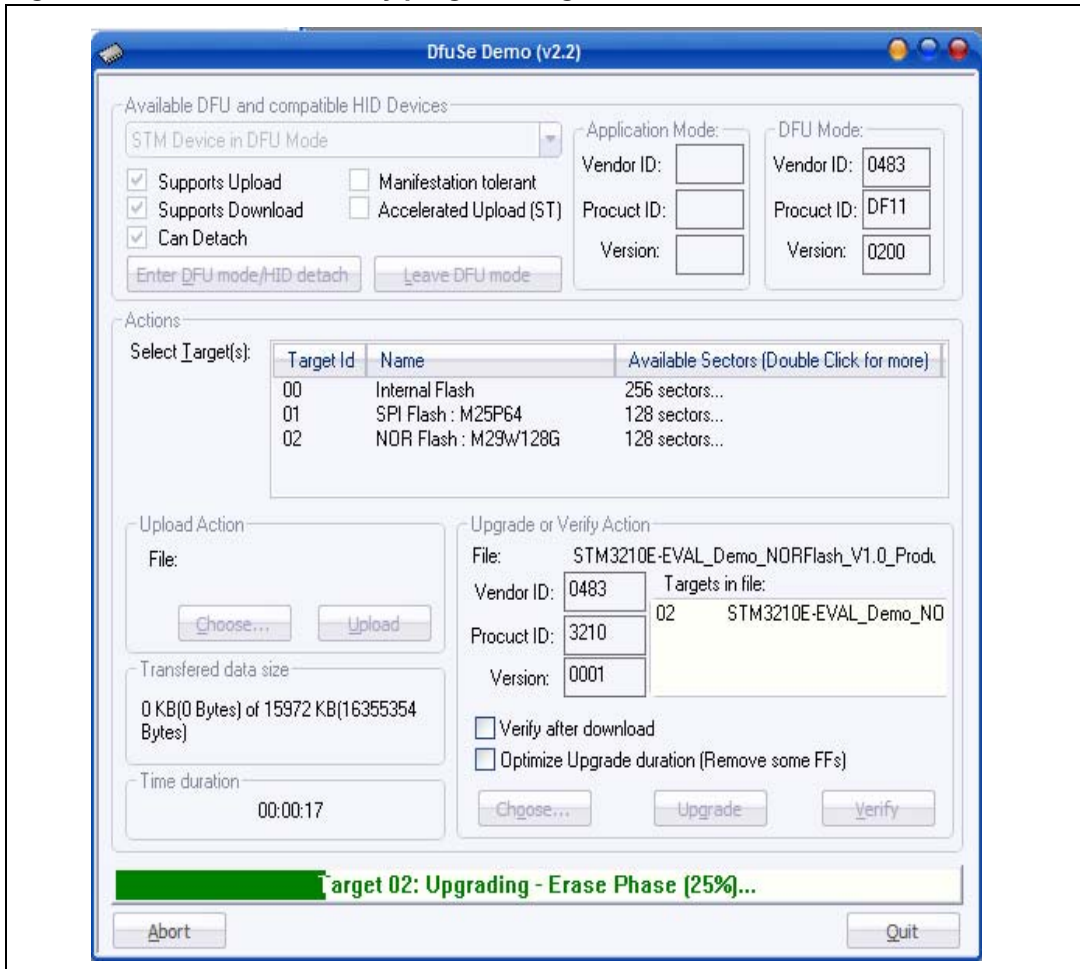 DfuSe Demo (v2.2)
Available DFU and compatible HID Devices
STM Device in DFU Mode
Supports Upload
Manifestation tolerant
Supports Download
Accelerated Upload (ST)
Can Detach
Enter DFU mode/HID detach
Leave DFU mode
Application Mode:
Vendor ID:
Procuct ID:
Version:
DFU Mode:
Vendor ID: 0483
Procuct ID: DF11
Version: 0200
Actions
Select Target(s):
Target Id Name Available Sectors (Double Click for more)
00 Internal Flash 256 sectors...
01 SPI Flash : M25P64 128 sectors...
02 NOR Flash : M29W128G 128 sectors...
Upload Action
File:
Choose... Upload
Transfered data size
0 KB(0 Bytes) of 15972 KB(16355354
Bytes)
Time duration
00:00:17
Upgrade or Verify Action
File: STM3210E-EVAL_Demo_NORFlash_V1.0_Produ
Vendor ID: 0483
Procuct ID: 3210
Version: 0001
Targets in file:
02 STM3210E-EVAL_Demo_NO
Verify after download
Optimize Upgrade duration (Remove some FFs)
Choose... Upgrade Verify
Target 02: Upgrading - Erase Phase (25%)...
Abort Quit